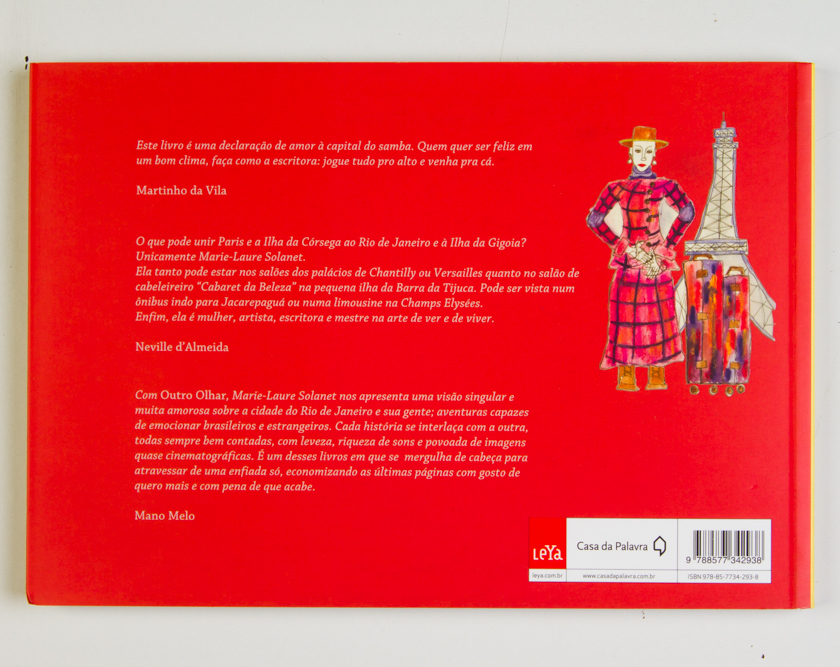 Este livro é uma declaração de amor à capital do samba. Quem quer ser feliz em
um bom clima, faça como a escritora: jogue tudo pro alto e venha pra cá.
Martinho da Vila
O que pode unir Paris e a Ilha da Córsega ao Rio de Janeiro e à Ilha da Gigoia?
Unicamente Marie-Laure Solanet.
Ela tanto pode estar nos salões dos palácios de Chantilly ou Versailles quanto no salão de
cabeleireiro “Cabaret da Beleza” na pequena ilha da Barra da Tijuca. Pode ser vista num
ônibus indo para Jacarepaguá ou numa limousine na Champs Elysées.
Enfim, ela é mulher, artista, escritora e mestre na arte de ver e de viver.
Neville d’Almeida
Com Outro Olhar, Marie-Laure Solanet nos apresenta uma visão singular e
muita amorosa sobre a cidade do Rio de Janeiro e sua gente; aventuras capazes
de emocionar brasileiros e estrangeiros. Cada história se interlaça com a outra,
todas sempre bem contadas, com leveza, riqueza de sons e povoada de imagens
quase cinematográficas. É um desses livros em que se mergulha de cabeça para
atravessar de uma enfiada só, economizando as últimas páginas com gosto de
quero mais e com pena de que acabe.
Mano Melo
LeYa
Casa da Palavra
9 788577 342938
leya.com.br
www.casadapalavra.com.br
ISBN 978-85-7734-293-8